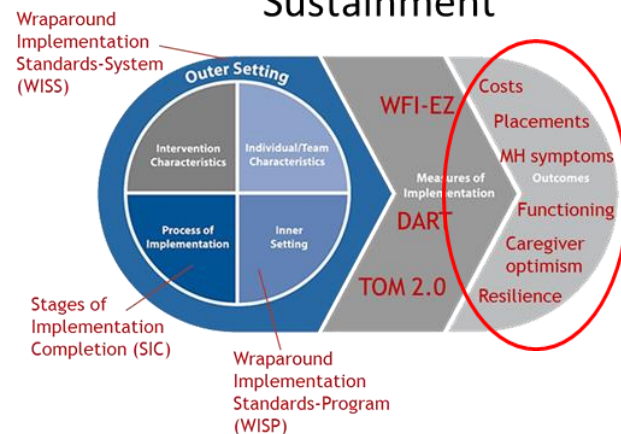 Sustainment
Wraparound
Implementation
Standards-System
(WISS)
Outer Setting
Intervention
Characteristics
Individual/Team
Characteristics
Process of
Implementation
Inner
Setting
WFI-EZ
Measures of
Implementation
DART
TOM 2.0
Costs
Placements
MH symptoms
Outcomes
Functioning
Caregiver
optimism
Resilience
Stages of
Implementation
Completion (SIC)
Wraparound
Implementation
Standards-Program
(WISP)